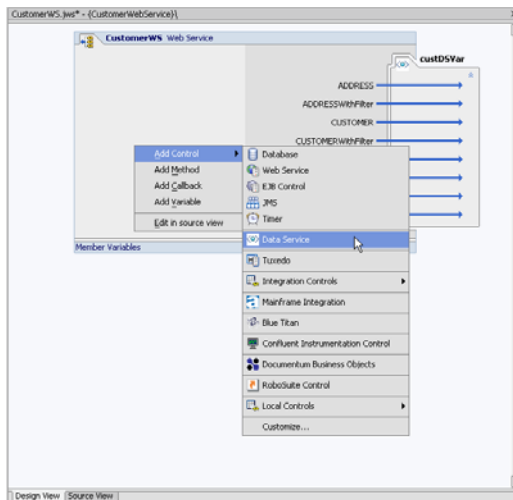 CustomerWS.jws* - {CustomerWebService}\
CustomerWS Web Service
custDSVar
ADDRESS
ADDRESSWithFilter
CUSTOMER
CUSTOMERWithFilter
Add Control
Add Method
Add Callback
Add Variable
Edit in source view
Member Variables
Database
Web Service
EJB Control
JMS
Timer
Data Service
Tuxedo
Integration Controls
Mainframe Integration
Blue Titan
Confluent Instrumentation Control
Documentum Business Objects
RoboSuite Control
Local Controls
Customize...
Design View Source View